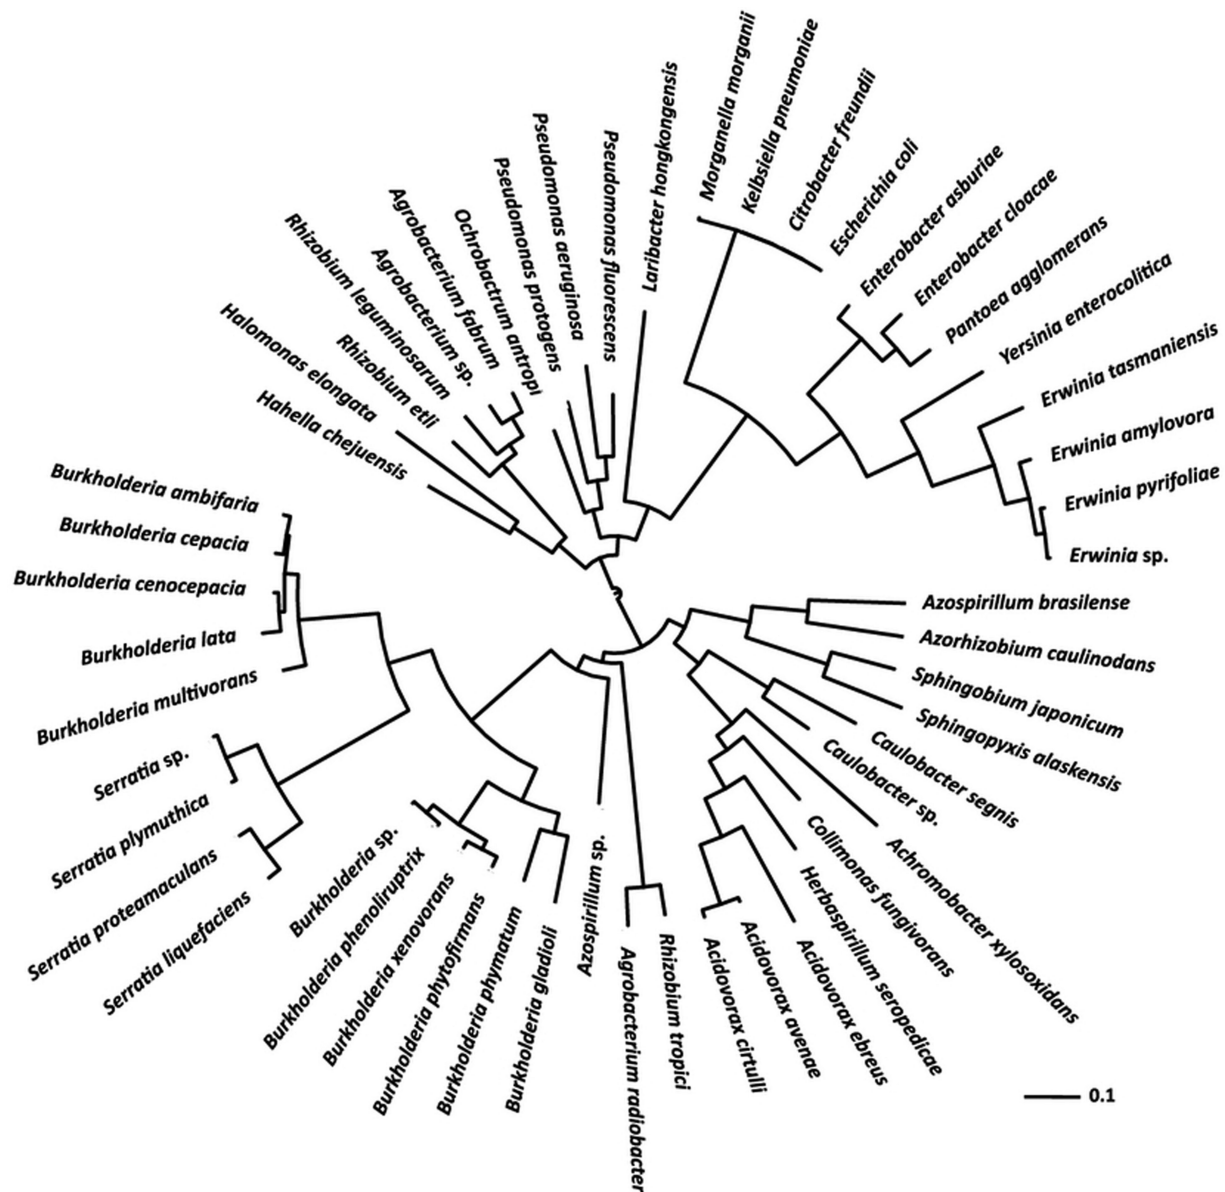 Morganella morganii
Kelbsiella pneumoniae
Citrobacter freundii
Escherichia coli
Enterobacter asburiae
Enterobacter cloacae
Pantoea agglomerans
Yersinia enterocolitica
Erwinia tasmaniensis
Erwinia amylovora
Erwinia pyrifoliae
Erwinia sp.
Azospirillum brasilense
Azorhizobium caulinodans
Sphingobium japonicum
Sphingopyxis alaskensis
Caulobacter segnis
Caulobacter sp.
Achromobacter xylosoxidans
Collimonas fungivorans
Herbaspirillum seropedicae
Acidovorax ebreus
Acidovorax avenae
Acidovorax cirtulli
Rhizobium tropici
Agrobacterium radiobacter
Azospirillum sp.
Burkholderia gladioli
Burkholderia phymatum
Burkholderia phytofirmans
Burkholderia xenovorans
Burkholderia phenoliruptrix
Burkholderia sp.
Serratia liquefaciens
Serratia proteamaculans
Serratia plymuthica
Serratia sp.
Burkholderia multivorans
Burkholderia lata
Burkholderia cenocepacia
Burkholderia cepacia
Burkholderia ambifaria
Hahella chejuensis
Halomonas elongata
Rhizobium etli
Rhizobium leguminosarum
Agrobacterium sp.
Agrobacterium fabrum
Ochrobactrum antropi
Pseudomonas protogens
Pseudomonas aeruginosa
Pseudomonas fluorescens
Laribacter hongkongensis
0.1